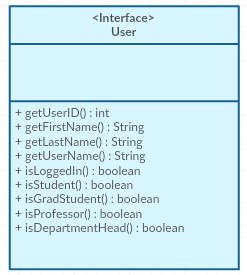 <Interface>
User
+ getUserID() : int
+ getFirstName() : String
+ getLastName() : String
+ getUserName() : String
+ isLoggedIn() : boolean
+ isStudent() : boolean
+ isGradStudent() : boolean
+ isProfessor() : boolean
+ isDepartmentHead() : boolean